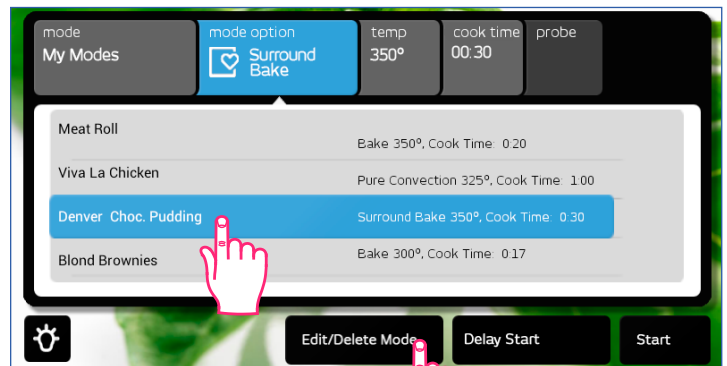 mode
My Modes
mode option
Surround
Bake
temp
350°
cook time
00:30
probe
Meat Roll
Bake 350°, Cook Time: 0:20
Viva La Chicken
Pure Convection 325°, Cook Time: 1:00
Denver Choc. Pudding
Surround Bake 350°, Cook Time: 0:30
Blond Brownies
Bake 300°, Cook Time: 0:17
Edit/Delete Mode
Delay Start
Start